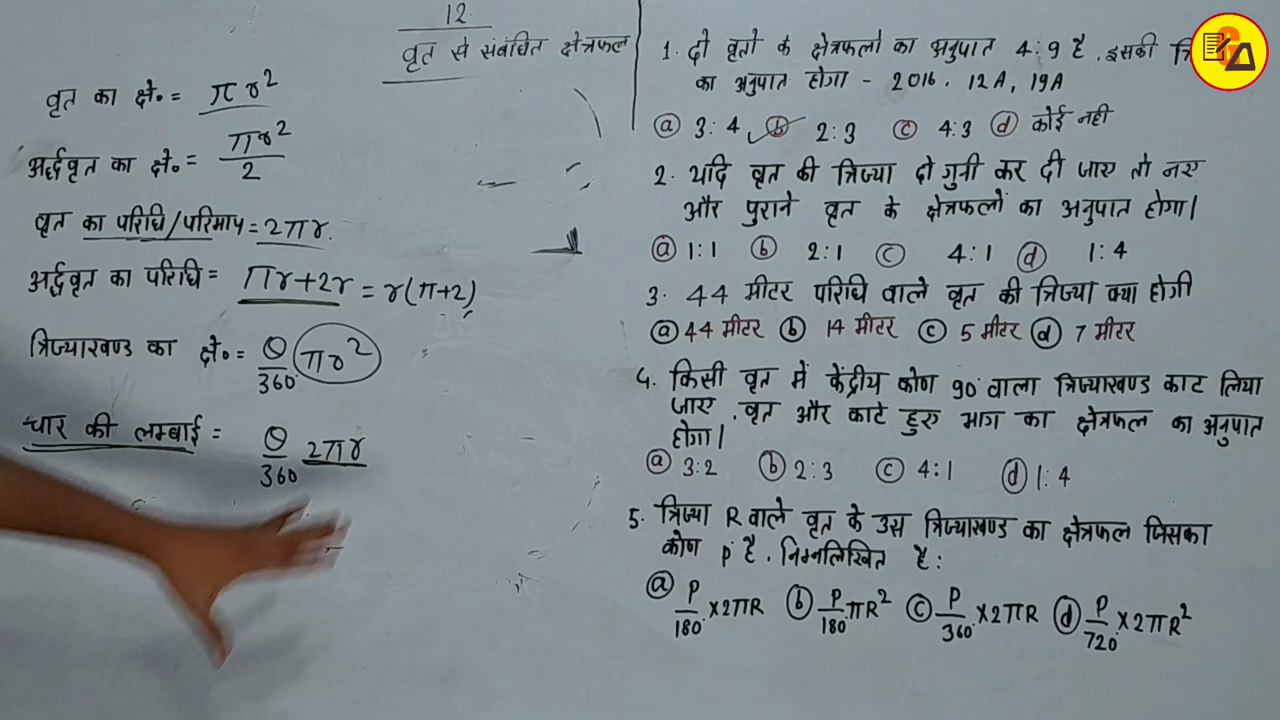 12.
वृत से संबंधित क्षेत्रफल
वृत का क्षे० = πr²
अर्द्धवृत का क्षे० = πr²/2
वृत का परिधि/परिमाप = 2πr.
अर्द्धवृत का परिधि = πr+2r = r(π+2)
त्रिज्याखण्ड का क्षे० = θ/360 πr²
चार की लम्बाई = θ/360 2πr
1. दो वृतो के क्षेत्रफलो का अनुपात 4:9 है. इसकी
का अनुपात होगा - 2016. 12A, 19A
ⓐ 3:4 ⓑ 2:3 ⓒ 4:3 ⓓ कोई नही
2. यदि वृत की त्रिज्या दो गुनी कर दी जाए तो नए
और पुराने वृत के क्षेत्रफलों का अनुपात होगा।
ⓐ 1:1 ⓑ 2:1 ⓒ 4:1 ⓓ 1:4
3. 44 मीटर परिधि वाले वृत की त्रिज्या क्या होगी
ⓐ 44 मीटर ⓑ 14 मीटर ⓒ 5 मीटर ⓓ 7 मीटर
4. किसी वृत में केंद्रीय कोण 90° वाला त्रिज्याखण्ड काट लिया
जाए. वृत और काटे हुए भाग का क्षेत्रफल का अनुपात
होगा।
ⓐ 3:2 ⓑ 2:3 ⓒ 4:1 ⓓ 1:4
5. त्रिज्या R वाले वृत के उस त्रिज्याखण्ड का क्षेत्रफल जिसका
कोण p° है. निम्नलिखित है:
ⓐ P/180° × 2πR ⓑ P/180° πR² ⓒ P/360° × 2πR ⓓ P/720° × 2πR²